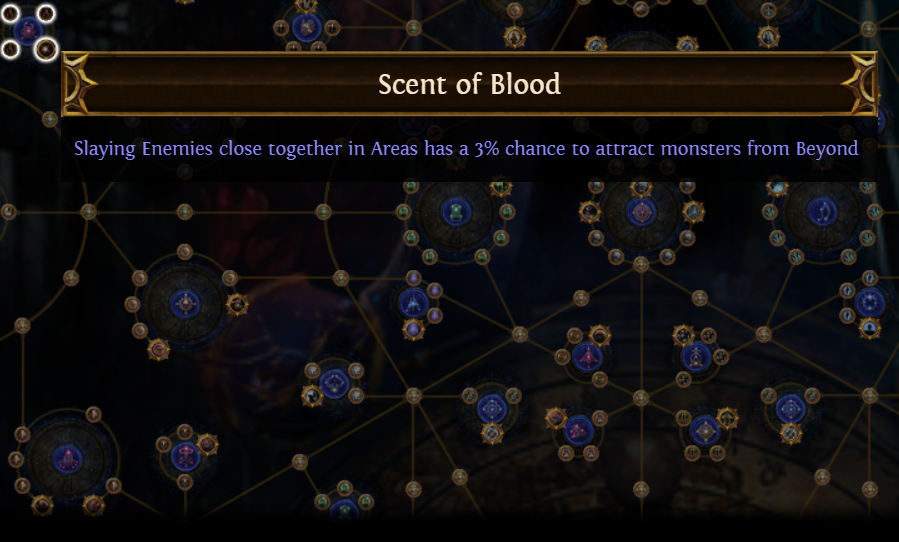 Scent of Blood
Slaying Enemies close together in Areas has a 3% chance to attract monsters from Beyond